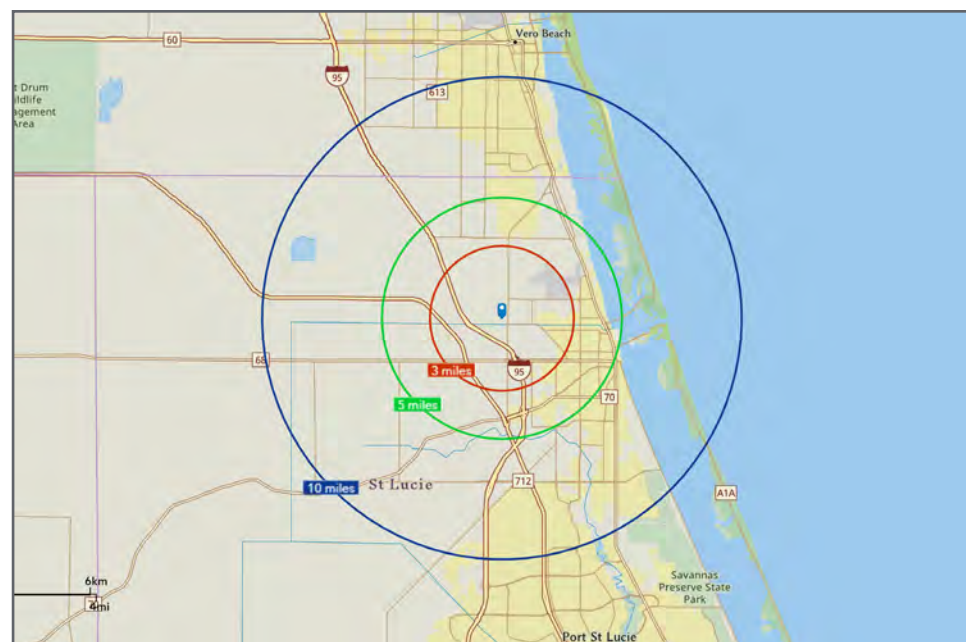 Vero Beach
60
95
613
t Drum
ildlife
agement
Area
68
3 miles
95
5 miles
70
10 miles
St Lucie
712
A1A
6km
4mi
Savannas
Preserve State
Park
Port St Lucie